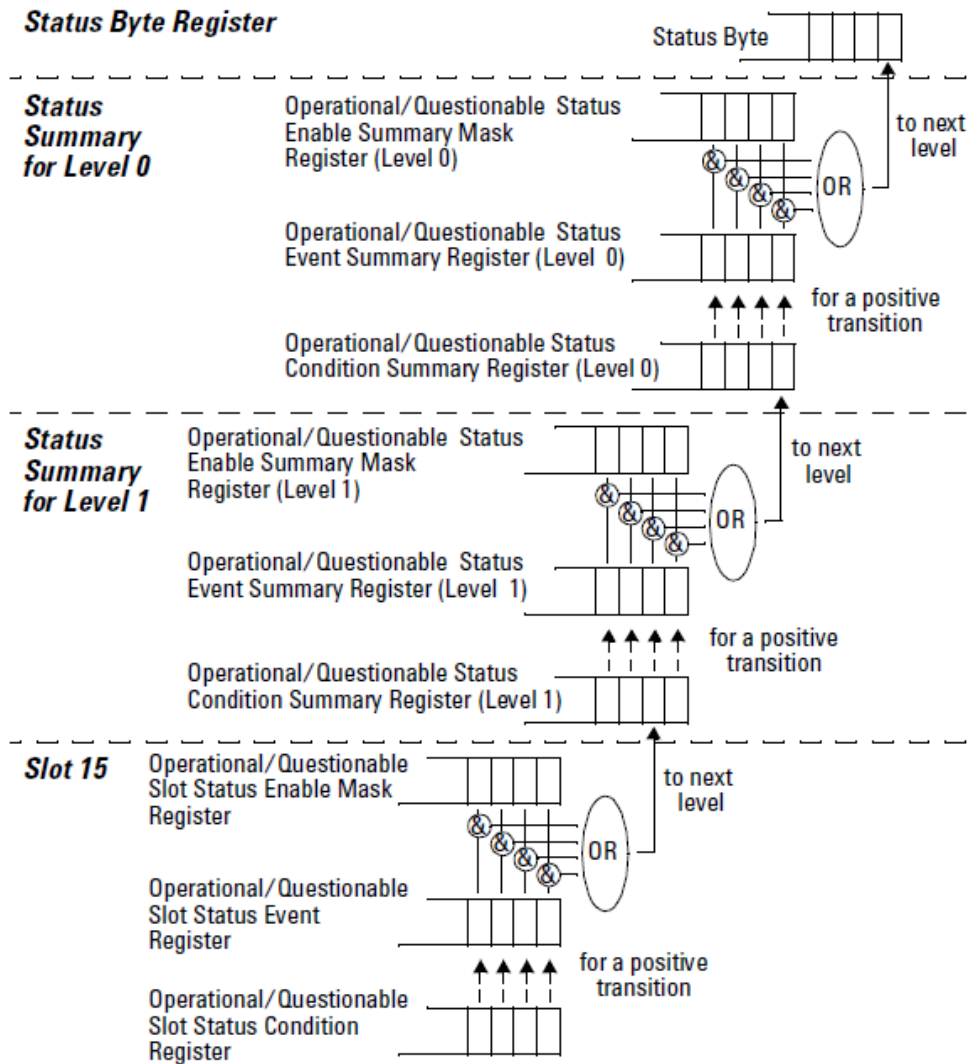 Status Byte Register
Status Byte
Status
Summary
for Level 0
Operational/Questionable Status
Enable Summary Mask
Register (Level 0)
&
&
&
&
OR
to next
level
Operational/Questionable Status
Event Summary Register (Level 0)
for a positive
transition
Operational/Questionable Status
Condition Summary Register (Level 0)
Status
Summary
for Level 1
Operational/Questionable Status
Enable Summary Mask
Register (Level 1)
&
&
&
&
OR
to next
level
Operational/Questionable Status
Event Summary Register (Level 1)
for a positive
transition
Operational/Questionable Status
Condition Summary Register (Level 1)
Slot 15
Operational/Questionable
Slot Status Enable Mask
Register
&
&
&
&
OR
to next
level
Operational/Questionable
Slot Status Event
Register
for a positive
transition
Operational/Questionable
Slot Status Condition
Register